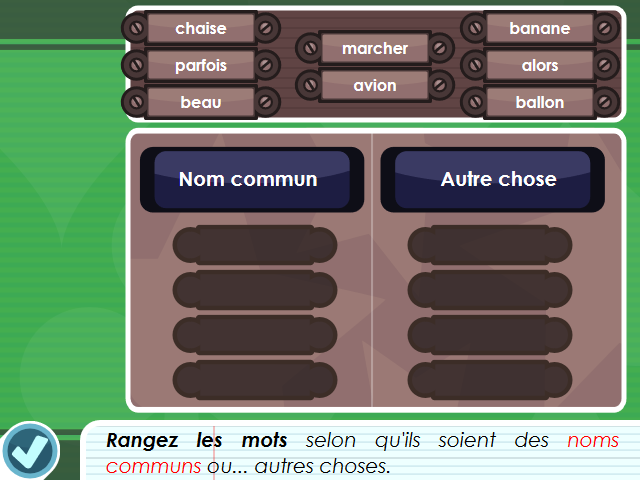 chaise
banane
marcher
parfois
alors
avion
beau
ballon
Nom commun
Autre chose
Rangez les mots selon qu'ils soient des noms
communs ou... autres choses.